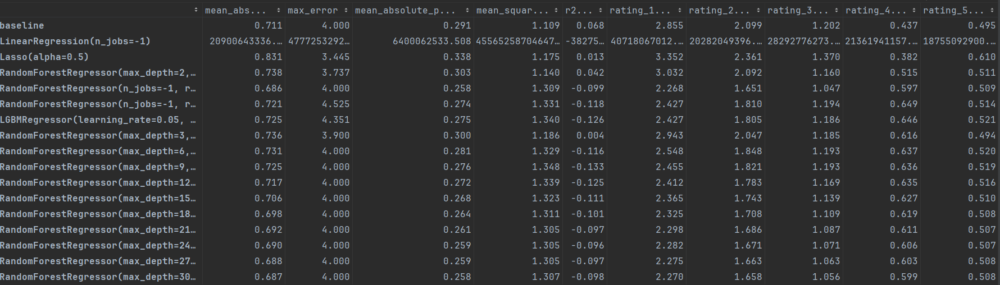 mean_abs... max_error mean_absolute_p... mean_squar... r2... rating_1... rating_2... rating_3... rating_4... rating_5...
baseline 0.711 4.000 0.291 1.109 0.068 2.855 2.099 1.202 0.437 0.495
LinearRegression(n_jobs=-1) 20900643336.... 4777253292... 6400062533.508 45565258704647... -38275... 40718067012.... 20282049396.... 28292776273.... 21361941157.... 18755092900....
Lasso(alpha=0.5) 0.831 3.445 0.338 1.175 0.013 3.352 2.361 1.370 0.382 0.610
RandomForestRegressor(max_depth=2,... 0.738 3.737 0.303 1.140 0.042 3.032 2.092 1.160 0.515 0.511
RandomForestRegressor(n_jobs=-1, r... 0.686 4.000 0.258 1.309 -0.099 2.268 1.651 1.047 0.597 0.509
RandomForestRegressor(n_jobs=-1, r... 0.721 4.525 0.274 1.331 -0.118 2.427 1.810 1.194 0.649 0.514
LGBMRegressor(learning_rate=0.05, ... 0.725 4.351 0.275 1.340 -0.126 2.427 1.805 1.186 0.646 0.521
RandomForestRegressor(max_depth=3,... 0.736 3.900 0.300 1.186 0.004 2.943 2.047 1.185 0.616 0.494
RandomForestRegressor(max_depth=6,... 0.731 4.000 0.281 1.329 -0.116 2.548 1.848 1.193 0.637 0.520
RandomForestRegressor(max_depth=9,... 0.725 4.000 0.276 1.348 -0.133 2.455 1.821 1.193 0.636 0.519
RandomForestRegressor(max_depth=12... 0.717 4.000 0.272 1.339 -0.125 2.412 1.783 1.169 0.635 0.516
RandomForestRegressor(max_depth=15... 0.706 4.000 0.268 1.323 -0.111 2.365 1.743 1.139 0.627 0.510
RandomForestRegressor(max_depth=18... 0.698 4.000 0.264 1.311 -0.101 2.325 1.708 1.109 0.619 0.508
RandomForestRegressor(max_depth=21... 0.692 4.000 0.261 1.305 -0.097 2.298 1.686 1.087 0.611 0.507
RandomForestRegressor(max_depth=24... 0.690 4.000 0.259 1.305 -0.096 2.282 1.671 1.071 0.606 0.507
RandomForestRegressor(max_depth=27... 0.688 4.000 0.259 1.305 -0.097 2.275 1.663 1.063 0.603 0.508
RandomForestRegressor(max_depth=30... 0.687 4.000 0.258 1.307 -0.098 2.270 1.658 1.056 0.599 0.508